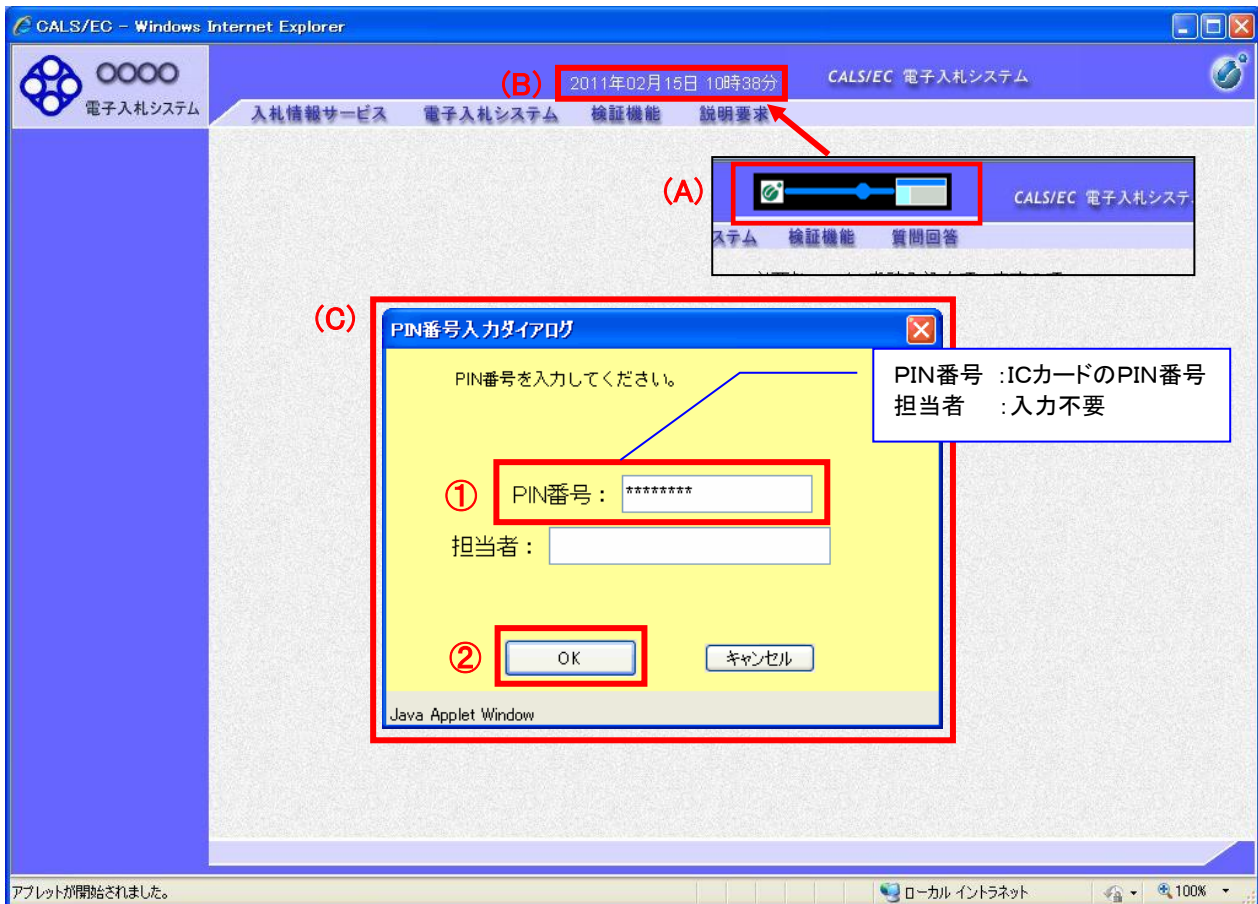 CALS/EC - Windows Internet Explorer
OOOO
電子入札システム
(B)
2011年02月15日 10時38分
CALS/EC 電子入札システム
入札情報サービス 電子入札システム 検証機能 説明要求
(A)
CALS/EC 電子入札システテ
ステム 検証機能 質問回答
(C)
PIN番号入力ダイアログ
PIN番号を入力してください。
PIN番号 :ICカードのPIN番号
担当者 :入力不要
① PIN番号: ********
担当者:
② OK キャンセル
Java Applet Window
アプレットが開始されました。
ローカル イントラネット
100%